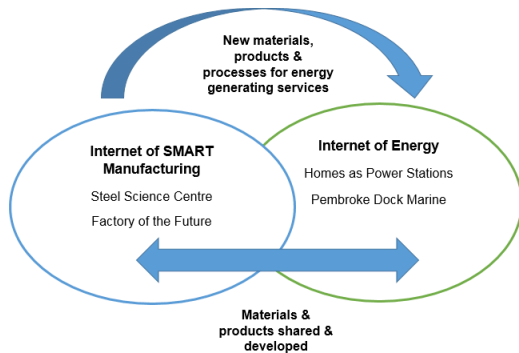 New materials,
products &
processes for energy
generating services
Internet of SMART
Manufacturing
Steel Science Centre
Factory of the Future
Internet of Energy
Homes as Power Stations
Pembroke Dock Marine
Materials &
products shared &
developed